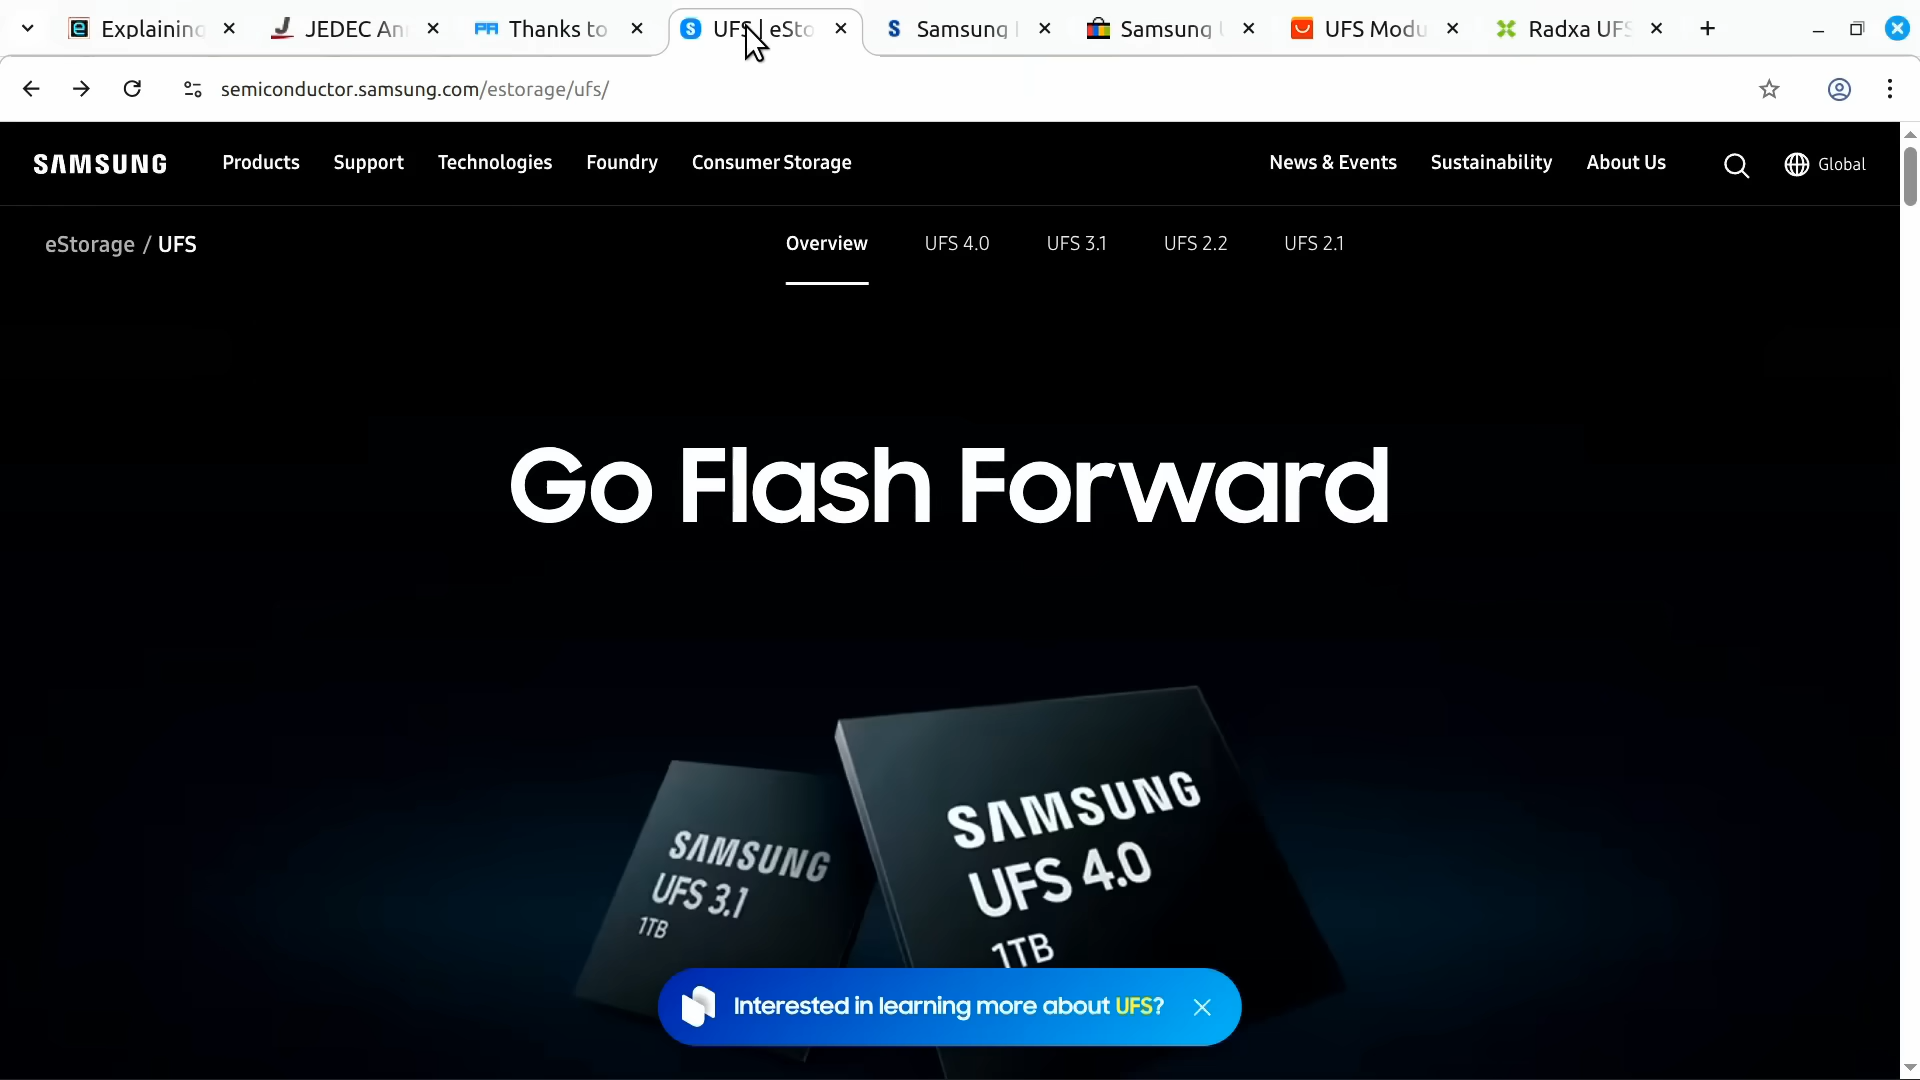 Explaining
JEDEC An
Thanks to
UFS | eSto
Samsung
Samsung
UFS Modu
Radxa UFS
semiconductor.samsung.com/estorage/ufs/
SAMSUNG
Products
Support
Technologies
Foundry
Consumer Storage
News & Events
Sustainability
About Us
Global
eStorage / UFS
Overview
UFS 4.0
UFS 3.1
UFS 2.2
UFS 2.1
Go Flash Forward
SAMSUNG
UFS 3.1
1TB
SAMSUNG
UFS 4.0
1TB
Interested in learning more about UFS?